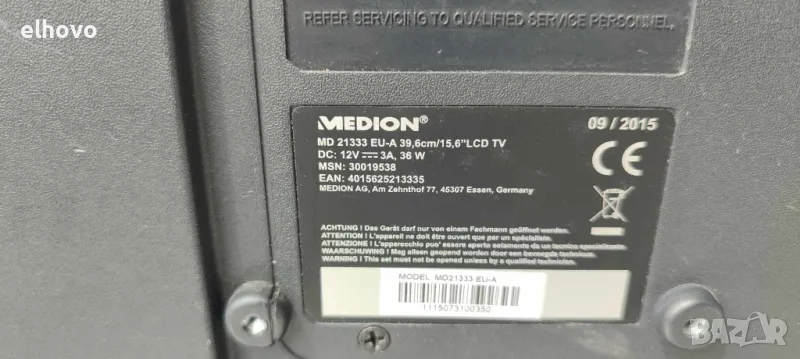 elhovo
REFER SERVICING TO QUALIFIED SERVICE PERSONNEL.
MEDION®
09 / 2015
MD 21333 EU-A 39,6cm/15,6"LCD TV
DC: 12V ⎓ 3A, 36 W
MSN: 30019538
EAN: 4015625213335
MEDION AG, Am Zehnthof 77, 45307 Essen, Germany
CE
ACHTUNG ! Das Gerät darf nur von einem Fachmann geöffnet werden.
ATTENTION ! L'appareil ne doit être ouvert que par un spécialiste.
ATTENZIONE ! L'apparecchio puo' essere aperto solamente da un tecnico specializzato.
WAARSCHUWING ! Mag alleen geopend worden door een bevoegde technicus.
WARNING ! This set must not be opened unless by a qualified technician.
MODEL: MD21333 EU-A
1115073100350
BAZAR